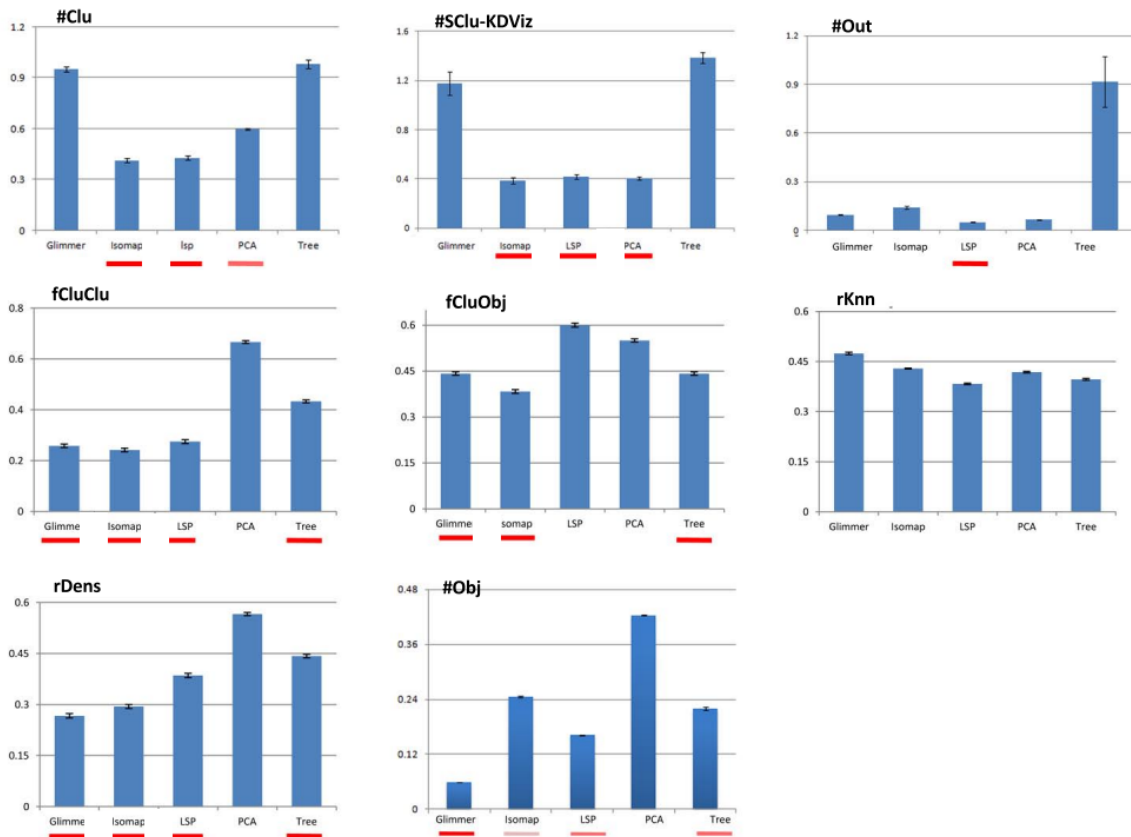 #Clu
1.2
0.9
0.6
0.3
0
Glimmer Isomap lsp PCA Tree
#SClu-KDViz
1.6
1.2
0.8
0.4
0
Glimmer Isomap LSP PCA Tree
#Out
1.2
0.9
0.6
0.3
Glimmer Isomap LSP PCA Tree
fCluClu
0.8
0.6
0.4
0.2
0
Glimme Isomap LSP PCA Tree
fCluObj
0.6
0.45
0.3
0.15
0
Glimme somap LSP PCA Tree
rKnn
0.6
0.45
0.3
0.15
0
Glimmer Isomap LSP PCA Tree
rDens
0.6
0.45
0.3
0.15
0
Glimme Isomap LSP PCA Tree
#Obj
0.48
0.36
0.24
0.12
0
Glimmer Isomap LSP PCA Tree